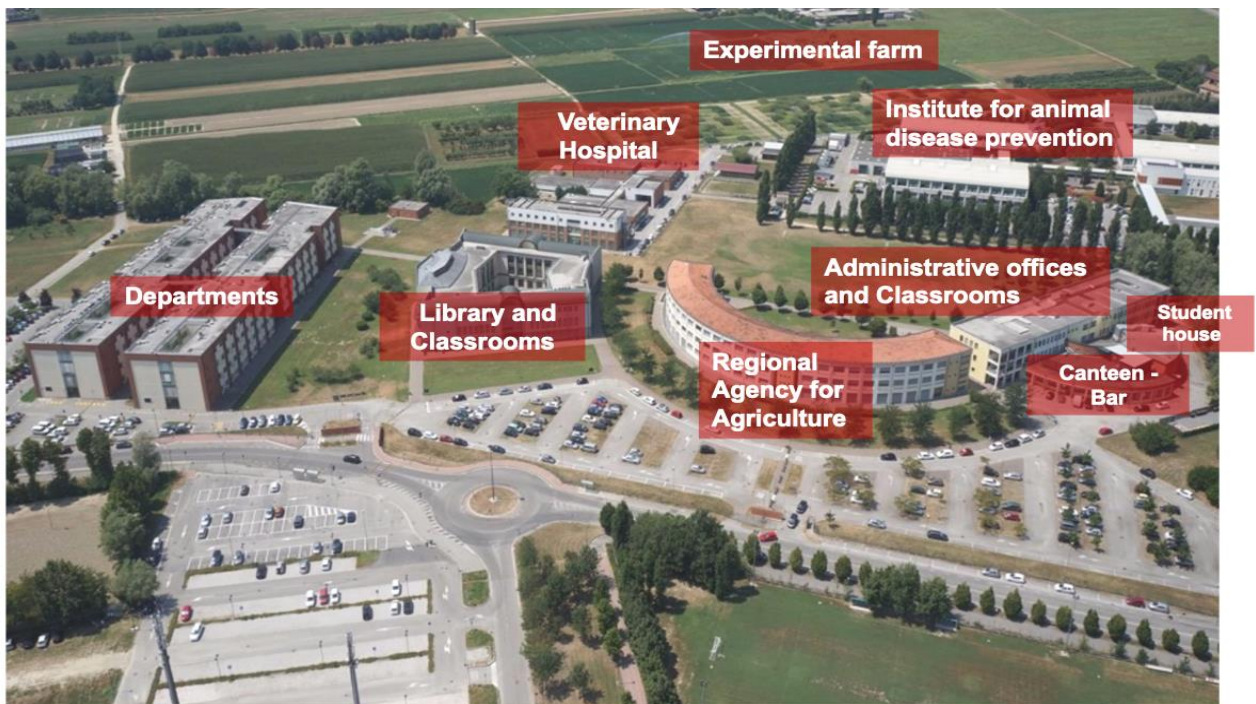 Experimental farm
Veterinary
Hospital
Institute for animal
disease prevention
Departments
Library and
Classrooms
Administrative offices
and Classrooms
Regional
Agency for
Agriculture
Student
house
Canteen -
Bar